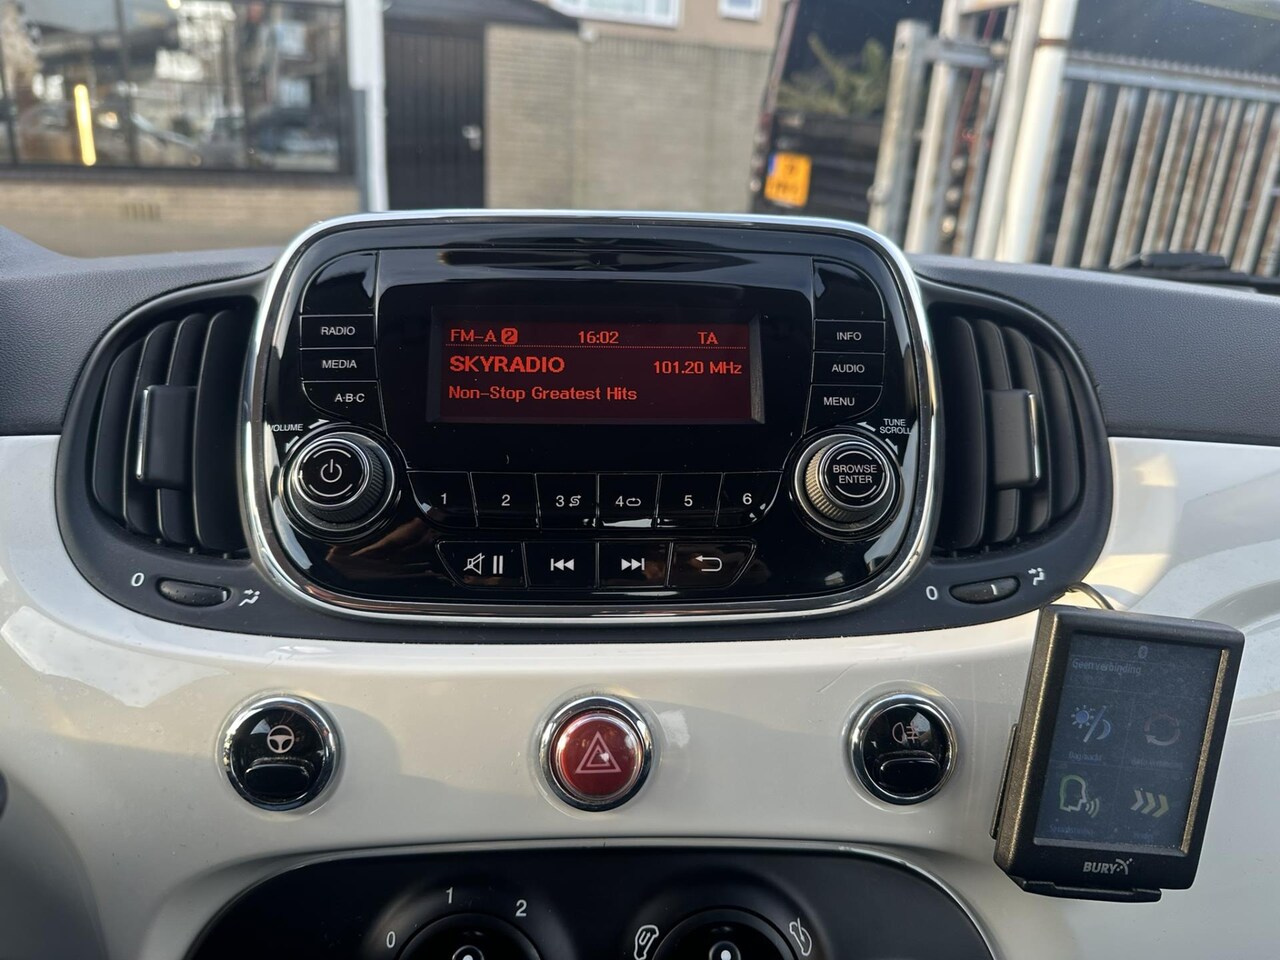 RADIO
MEDIA
A-B-C
VOLUME
FM-A 2 16:02 TA
SKYRADIO 101.20 MHz
Non-Stop Greatest Hits
INFO
AUDIO
MENU
TUNE
SCROLL
BROWSE
ENTER
1 2 3 4 5 6
0
0
0
Geen verbinding
BURY
0 1 2